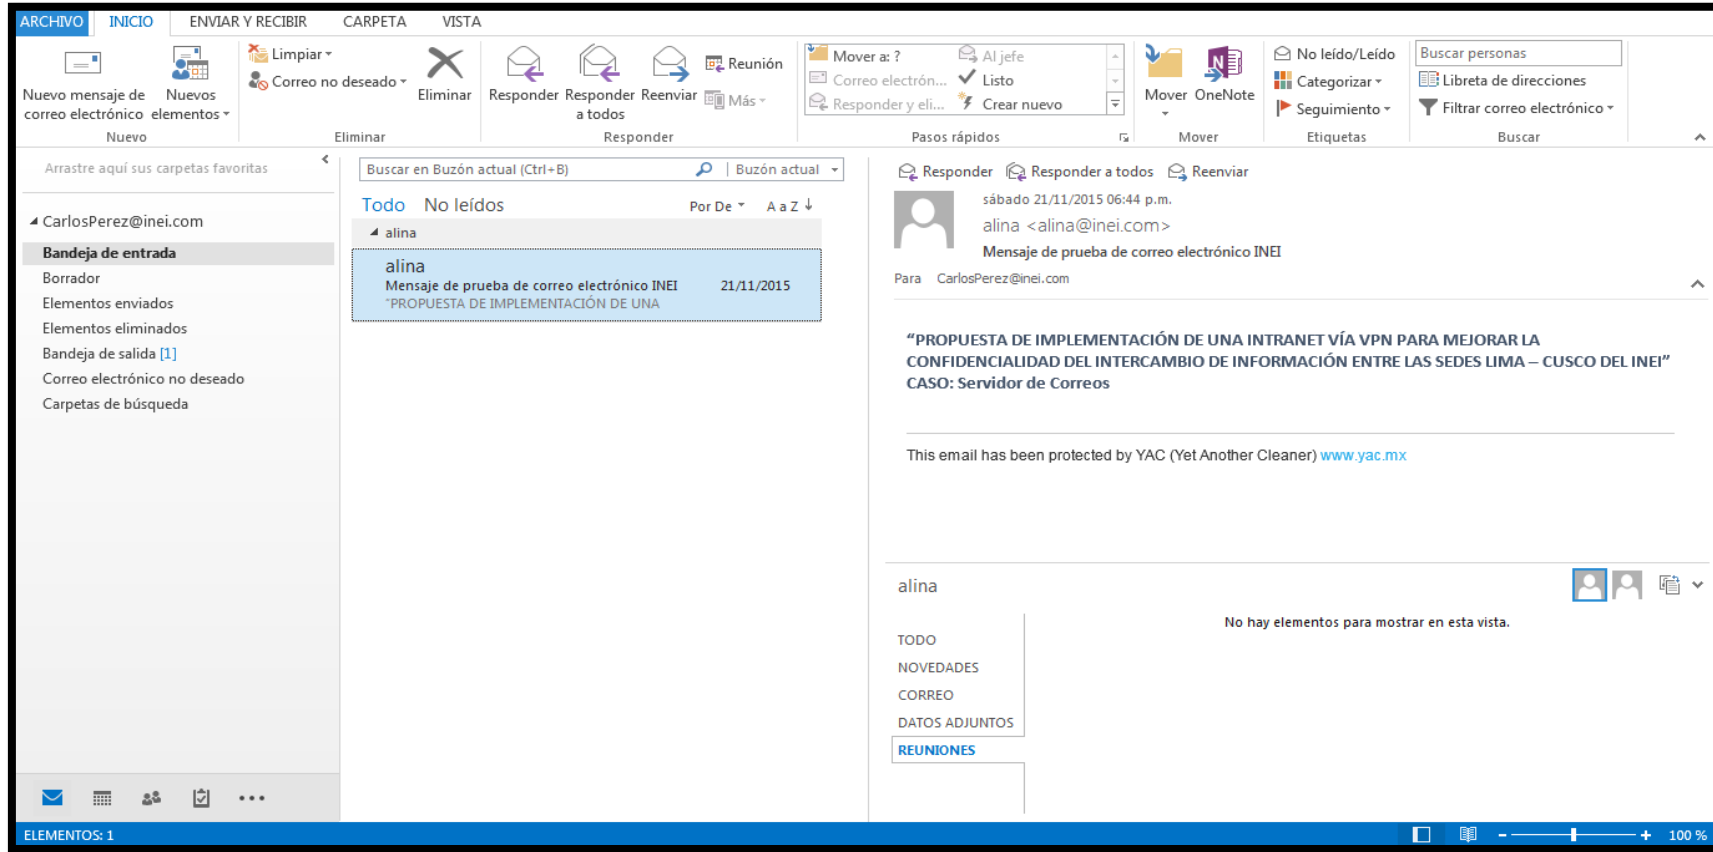 ARCHIVO INICIO ENVIAR Y RECIBIR CARPETA VISTA
Nuevo mensaje de
correo electrónico
Nuevos
elementos
Nuevo
Limpiar
Correo no deseado
Eliminar
Eliminar
Responder
Responder
a todos
Reenviar
Reunión
Más
Responder
Mover a: ?
Correo electrón...
Responder y eli...
Al jefe
Listo
Crear nuevo
Pasos rápidos
Mover
OneNote
Mover
No leído/Leído
Categorizar
Seguimiento
Etiquetas
Buscar personas
Libreta de direcciones
Filtrar correo electrónico
Buscar
Arrastre aquí sus carpetas favoritas
CarlosPerez@inei.com
Bandeja de entrada
Borrador
Elementos enviados
Elementos eliminados
Bandeja de salida [1]
Correo electrónico no deseado
Carpetas de búsqueda
Buscar en Buzón actual (Ctrl+B) Buzón actual
Todo No leídos Por De A a Z
alina
alina
Mensaje de prueba de correo electrónico INEI 21/11/2015
"PROPUESTA DE IMPLEMENTACIÓN DE UNA
Responder Responder a todos Reenviar
sábado 21/11/2015 06:44 p.m.
alina <alina@inei.com>
Mensaje de prueba de correo electrónico INEI
Para CarlosPerez@inei.com
“PROPUESTA DE IMPLEMENTACIÓN DE UNA INTRANET VÍA VPN PARA MEJORAR LA
CONFIDENCIALIDAD DEL INTERCAMBIO DE INFORMACIÓN ENTRE LAS SEDES LIMA – CUSCO DEL INEI”
CASO: Servidor de Correos
This email has been protected by YAC (Yet Another Cleaner) www.yac.mx
alina
No hay elementos para mostrar en esta vista.
TODO
NOVEDADES
CORREO
DATOS ADJUNTOS
REUNIONES
ELEMENTOS: 1
100 %